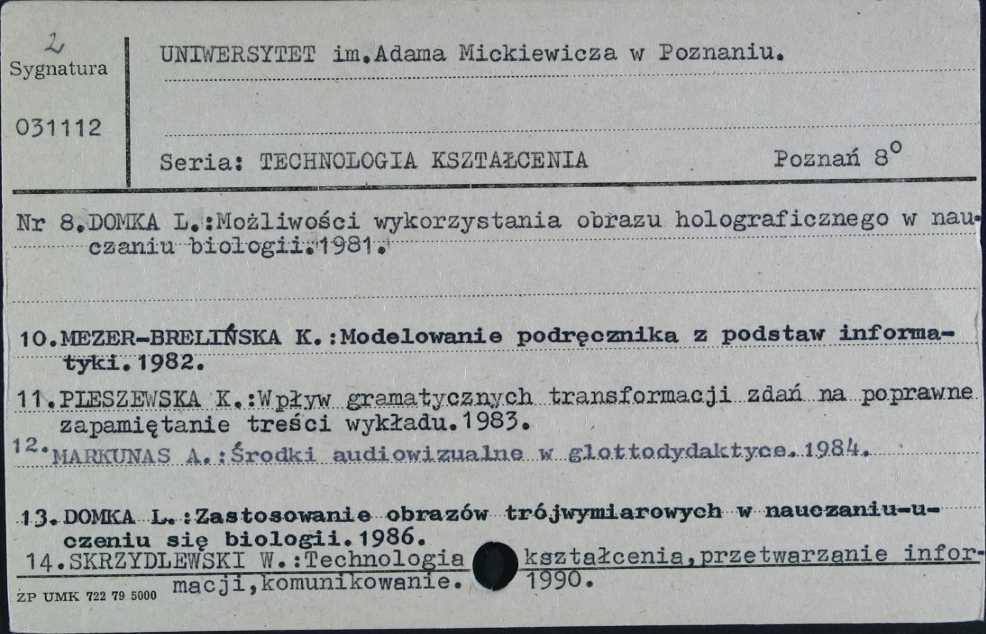 2
Sygnatura
UNIWERSYTET im.Adama Mickiewicza w Poznaniu.
031112
Seria: TECHNOLOGIA KSZTAŁCENIA Poznań 8⁰
Nr 8.DOMKA L.:Możliwości wykorzystania obrazu holograficznego w nau-
czaniu biologii.1981.
10.MEZER-BRELIŃSKA K.:Modelowanie podręcznika z podstaw informa-
tyki.1982.
11.PLESZEWSKA K.:Wpływ gramatycznych transformacji zdań na poprawne
zapamiętanie treści wykładu.1983.
12.MARKUNAS A.:Środki audiowizualne w glottodydaktyce.1984.
13.DOMKA L.:Zastosowanie obrazów trójwymiarowych w nauczaniu-u-
czeniu się biologii.1986.
14.SKRZYDLEWSKI W.:Technologia kształcenia,przetwarzanie infor-
macji,komunikowanie. 1990.
ZP UMK 722 79 5000